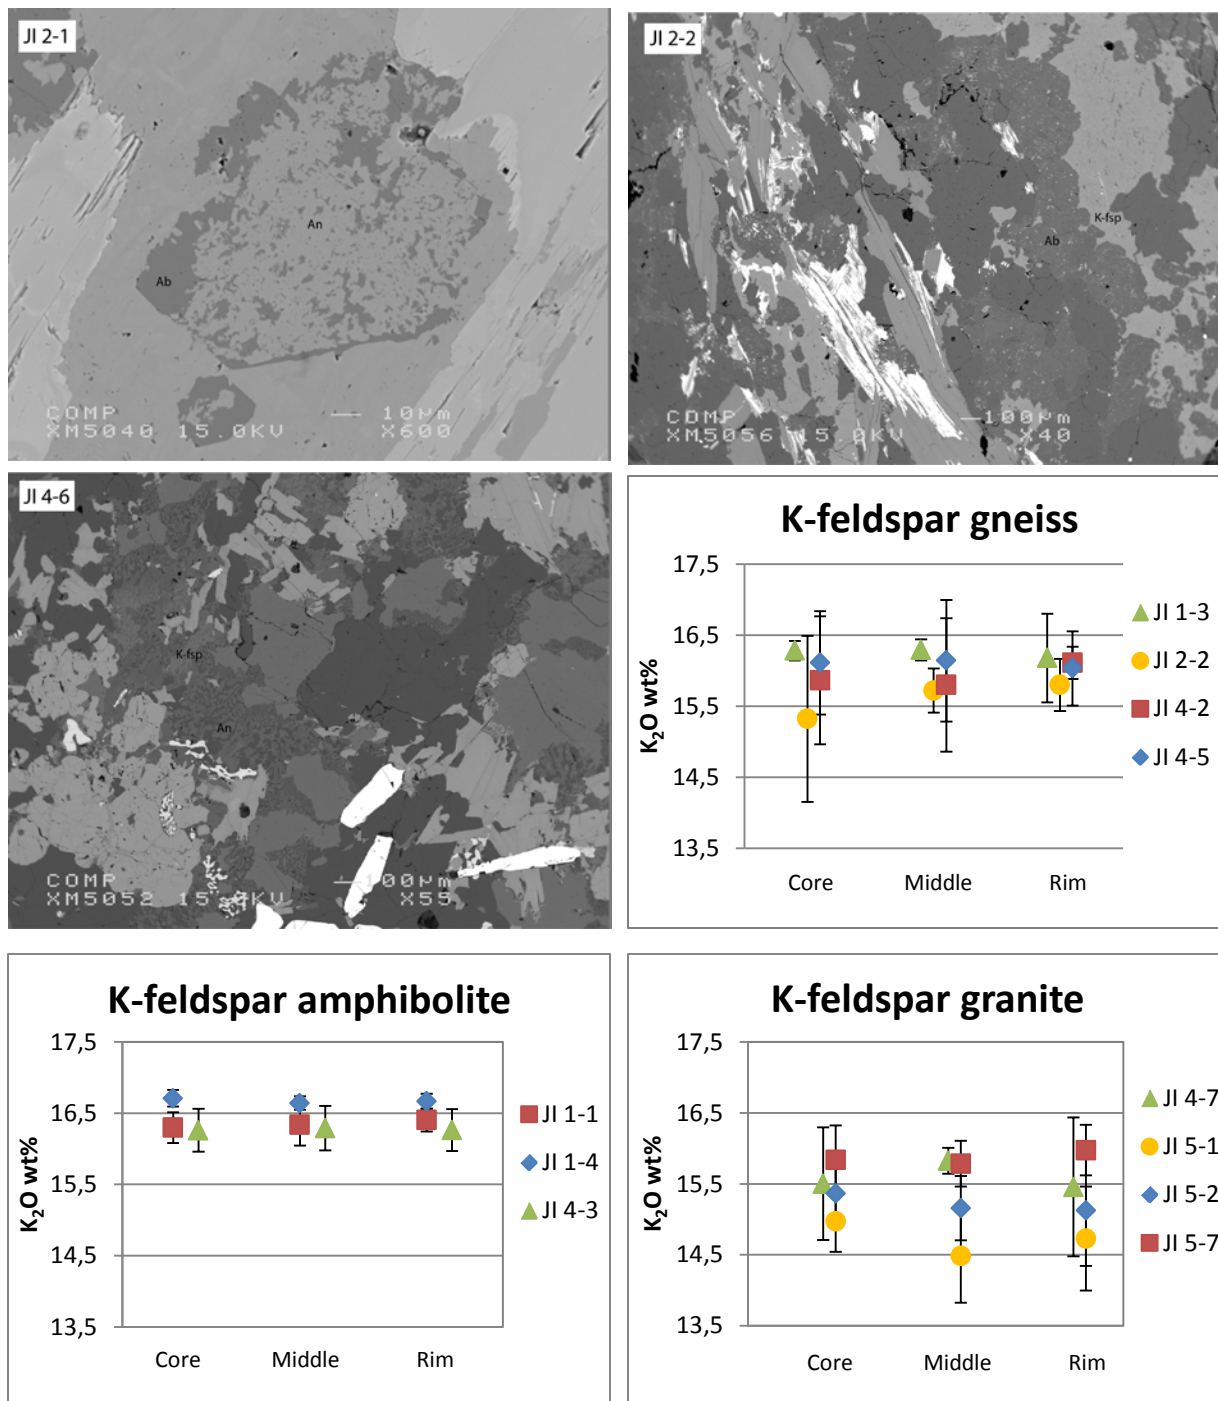 JI 2-1
An
Ab
COMP 10µm
XM5040 15.0KV X600
JI 2-2
K-fsp
Ab
COMP 100µm
XM5056 15.0KV X40
JI 4-6
K-fsp
An
COMP 100µm
XM5052 15.0KV X55
K-feldspar gneiss
17,5
16,5
15,5
14,5
13,5
K₂O wt%
Core Middle Rim
JI 1-3
JI 2-2
JI 4-2
JI 4-5
K-feldspar amphibolite
17,5
16,5
15,5
14,5
13,5
K₂O wt%
Core Middle Rim
JI 1-1
JI 1-4
JI 4-3
K-feldspar granite
17,5
16,5
15,5
14,5
13,5
K₂O wt%
Core Middle Rim
JI 4-7
JI 5-1
JI 5-2
JI 5-7